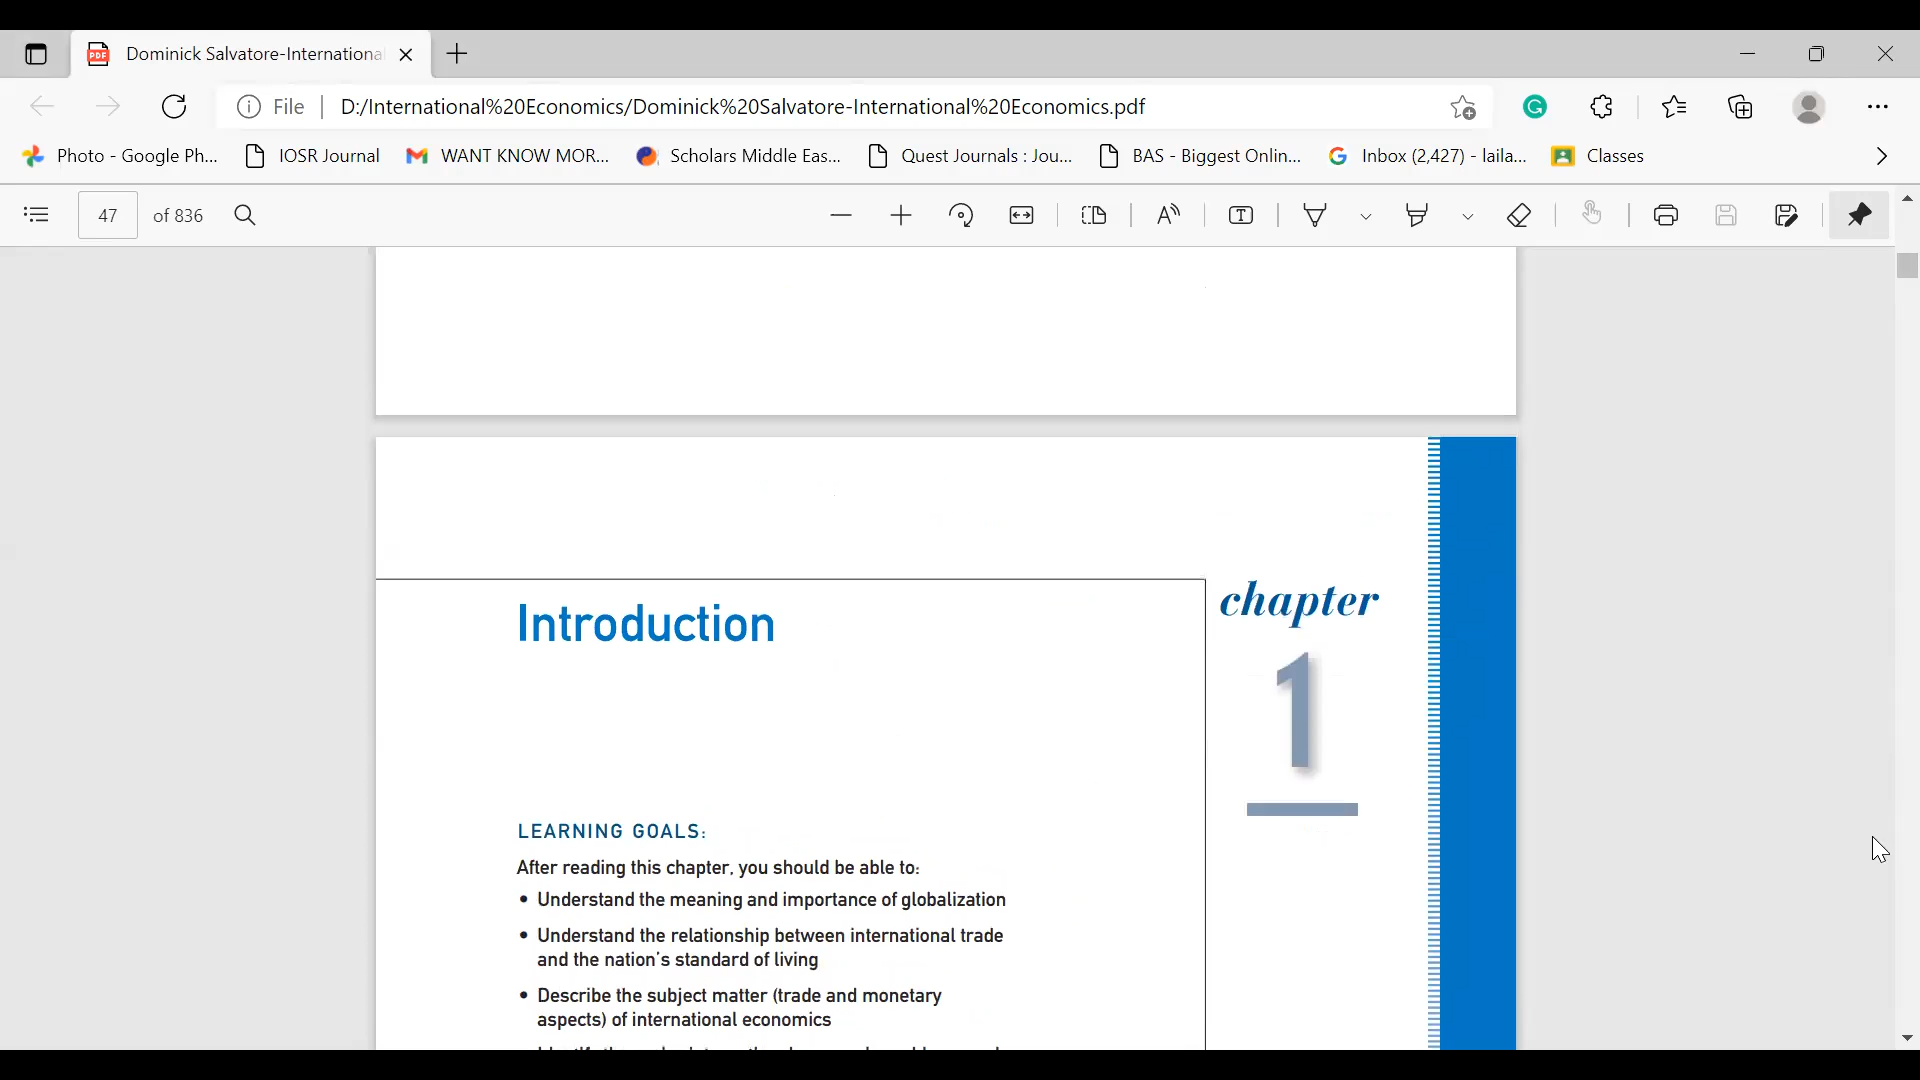 Dominick Salvatore-International
File D:/International%20Economics/Dominick%20Salvatore-International%20Economics.pdf
Photo - Google Ph... IOSR Journal WANT KNOW MOR... Scholars Middle Eas... Quest Journals : Jou... BAS - Biggest Onlin... Inbox (2,427) - laila... Classes
47 of 836
chapter
1
Introduction
LEARNING GOALS:
After reading this chapter, you should be able to:
• Understand the meaning and importance of globalization
• Understand the relationship between international trade
and the nation's standard of living
• Describe the subject matter (trade and monetary
aspects) of international economics